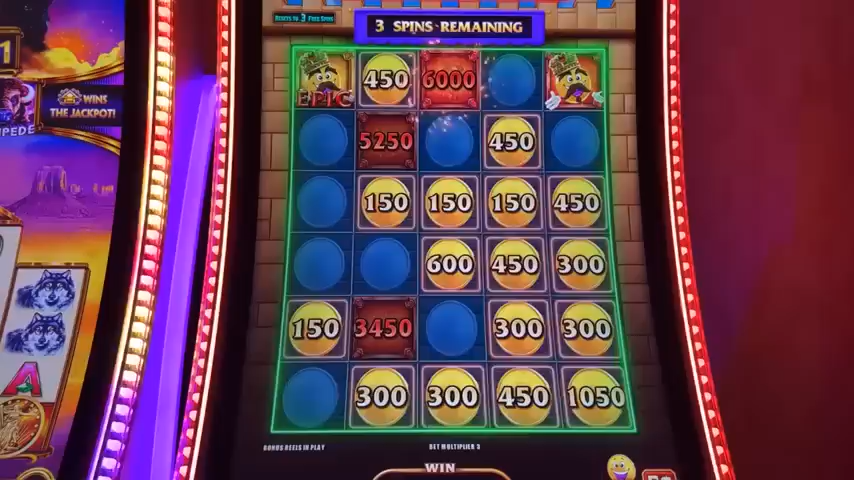 RESETS TO 3 FREE SPINS
3 SPINS REMAINING
1
WINS
THE JACKPOT!
EPIC
450
6000
5250
450
150
150
150
450
600
450
300
150
3450
300
300
300
300
450
1050
BONUS REELS IN PLAY
BET MULTIPLIER 3
WIN
A